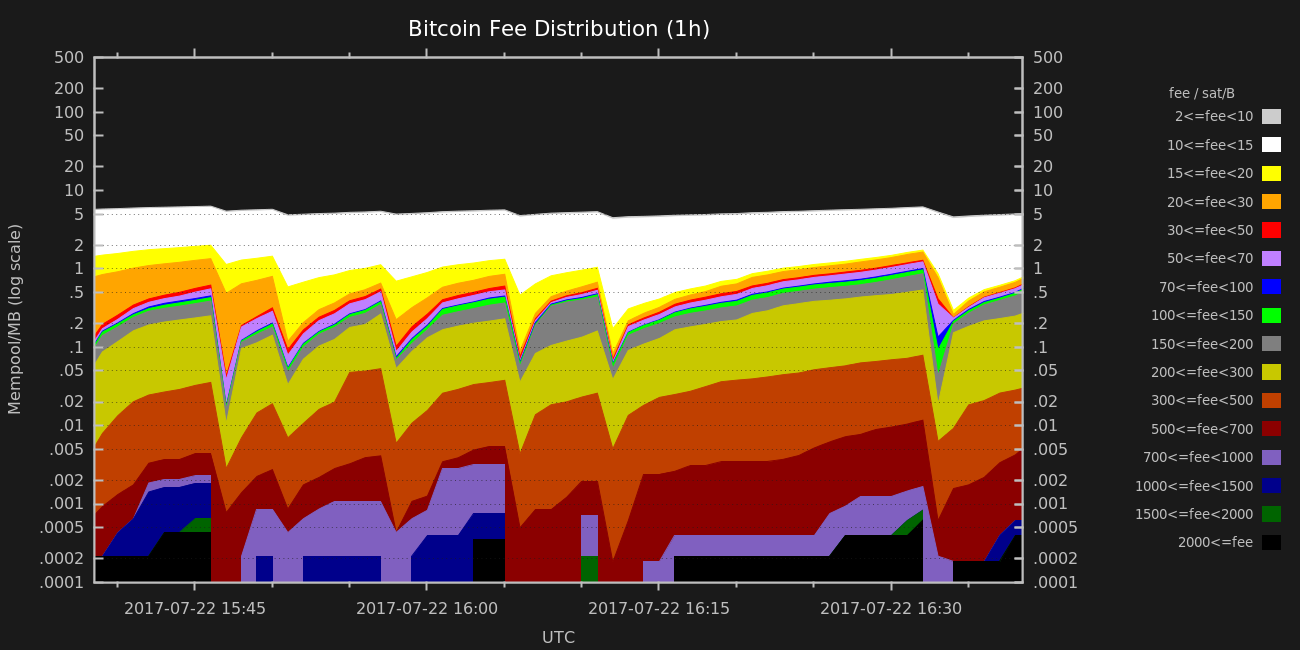 Bitcoin Fee Distribution (1h)
500 500
200 200
100 100
50 50
20 20
10 10
5 5
2 2
1 1
.5 .5
.2 .2
.1 .1
.05 .05
.02 .02
.01 .01
.005 .005
.002 .002
.001 .001
.0005 .0005
.0002 .0002
.0001 .0001
Mempool/MB (log scale)
2017-07-22 15:45 2017-07-22 16:00 2017-07-22 16:15 2017-07-22 16:30
UTC
fee / sat/B
2<=fee<10
10<=fee<15
15<=fee<20
20<=fee<30
30<=fee<50
50<=fee<70
70<=fee<100
100<=fee<150
150<=fee<200
200<=fee<300
300<=fee<500
500<=fee<700
700<=fee<1000
1000<=fee<1500
1500<=fee<2000
2000<=fee